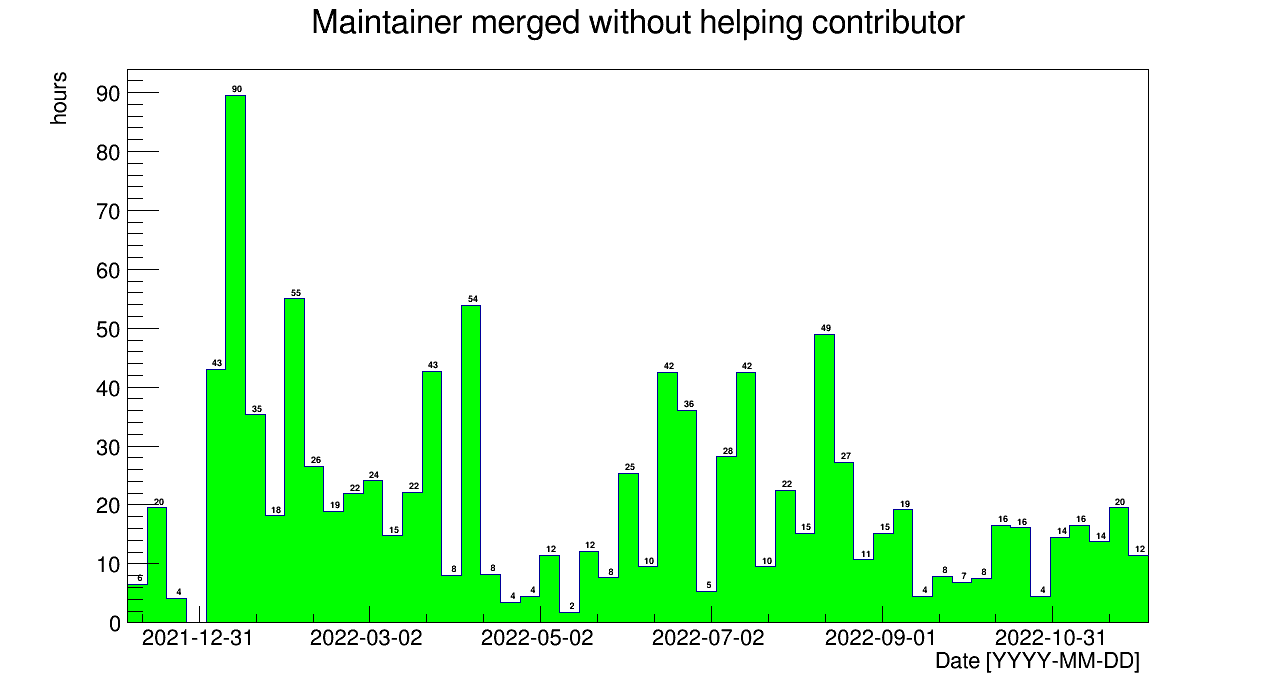 Maintainer merged without helping contributor
hours
90
80
70
60
50
40
30
20
10
0
6 20 4 43 90 35 18 55 26 19 22 24 15 22 43 8 54 8 4 4 12 2 12 8 25 10 42 36 5 28 42 10 22 15 49 27 11 15 19 4 8 7 8 16 16 4 14 16 14 20 12
2021-12-31 2022-03-02 2022-05-02 2022-07-02 2022-09-01 2022-10-31
Date [YYYY-MM-DD]